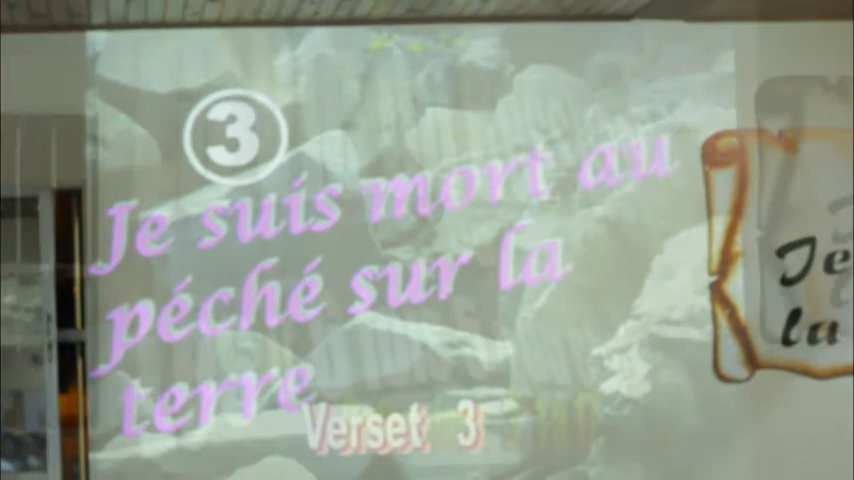 3
Je suis mort au
péché sur la
terre
Verset 3
Je
la